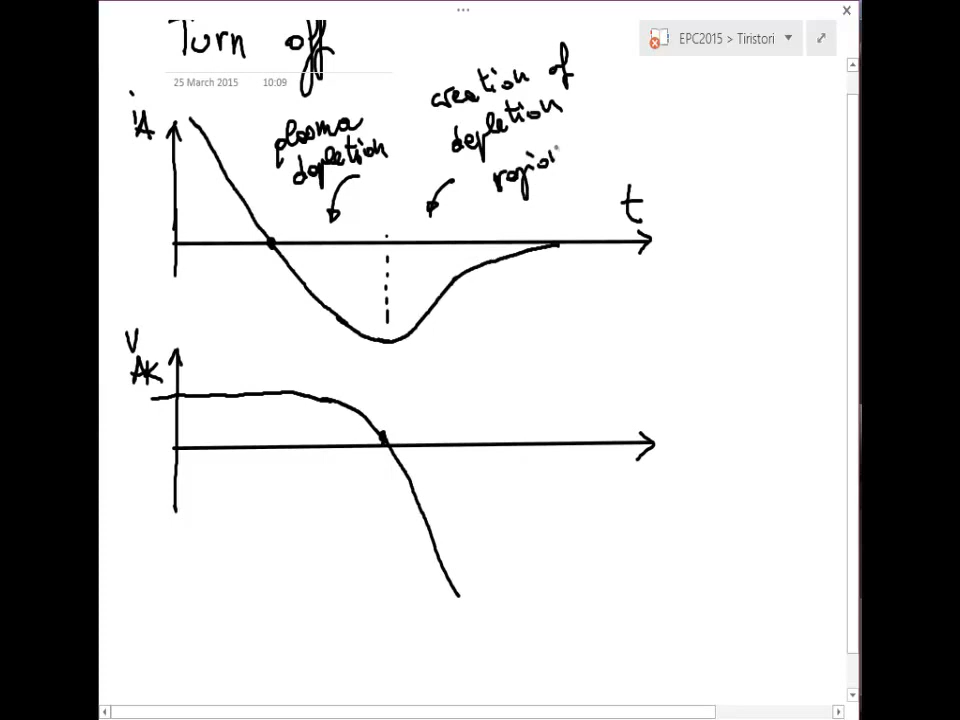 Turn off
EPC2015 > Tiristori
25 March 2015 10:09
iA
plasma
depletion
creation of
depletion
region
t
VAK